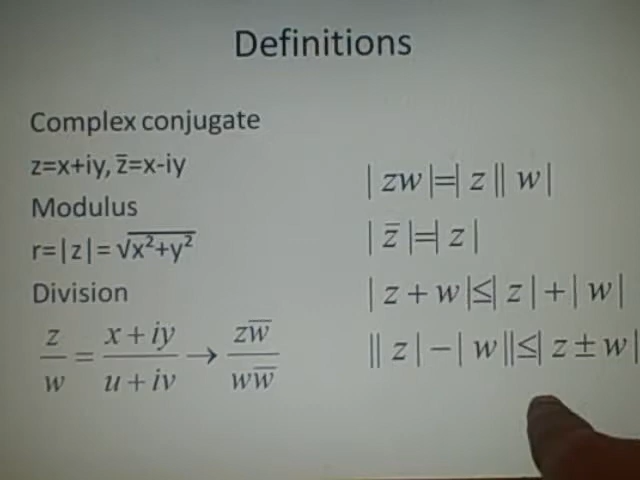 Definitions
Complex conjugate
z=x+iy, z̄=x-iy
Modulus
r=|z|=√x²+y²
Division
z/w = x+iy/u+iv → zw̅/ww̅
|zw|=|z||w|
|z̄|=|z|
|z+w|≤|z|+|w|
||z|−|w||≤|z±w|